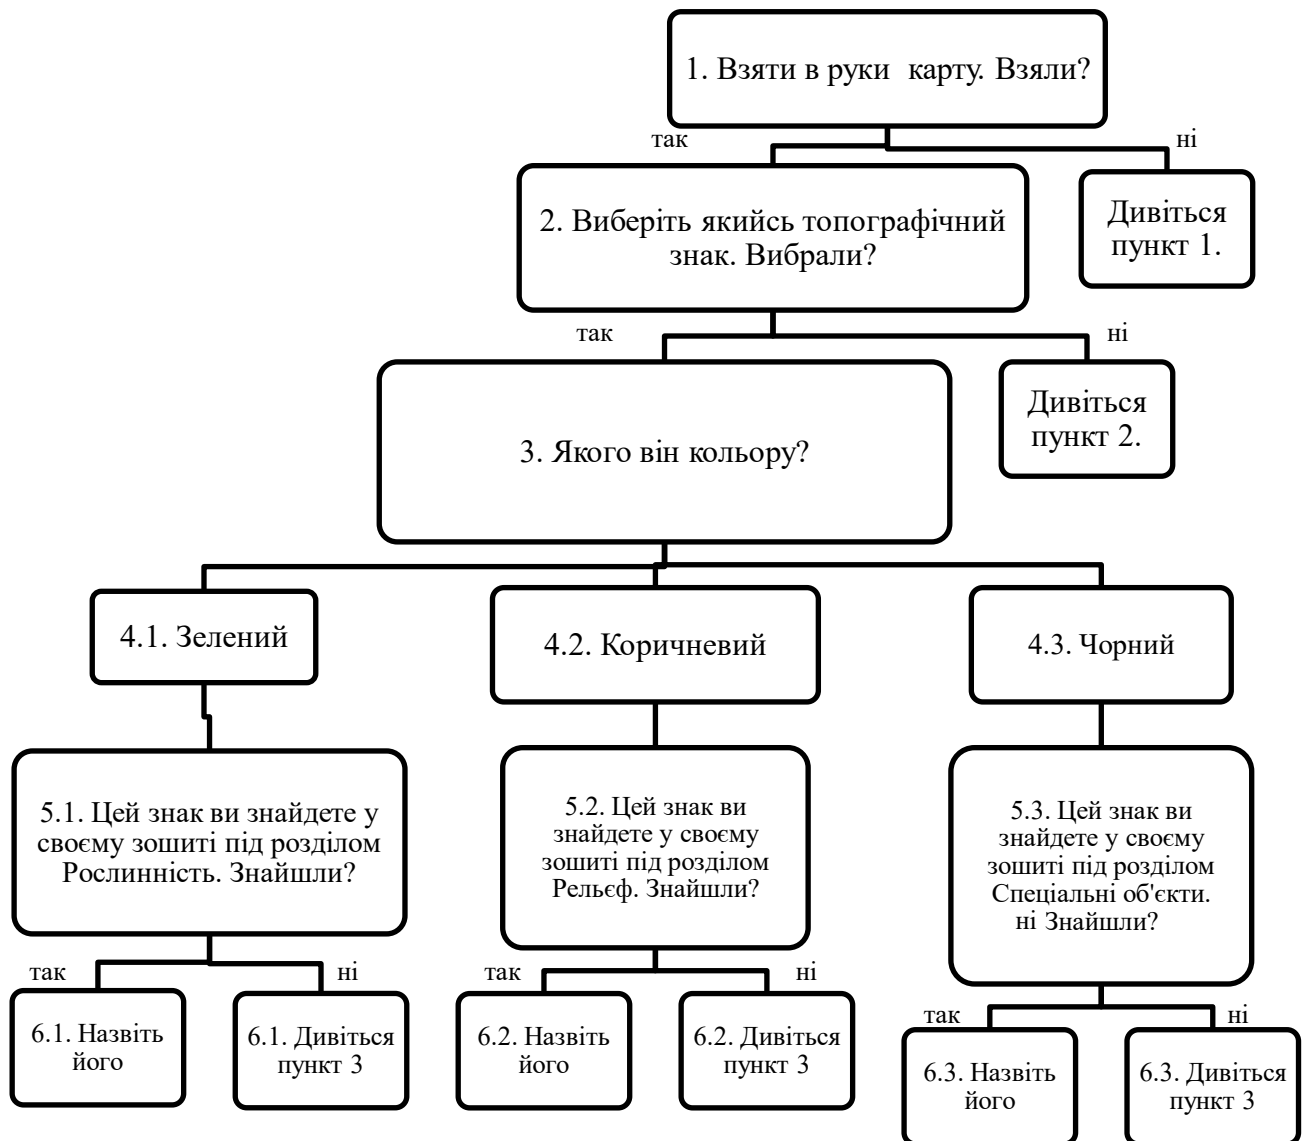 1. Взяти в руки карту. Взяли?
так
ні
2. Виберіть якийсь топографічний
знак. Вибрали?
Дивіться
пункт 1.
так
ні
3. Якого він кольору?
Дивіться
пункт 2.
4.1. Зелений
4.2. Коричневий
4.3. Чорний
5.1. Цей знак ви знайдете у
своєму зошиті під розділом
Рослинність. Знайшли?
5.2. Цей знак ви
знайдете у своєму
зошиті під розділом
Рельєф. Знайшли?
5.3. Цей знак ви
знайдете у своєму
зошиті під розділом
Спеціальні об'єкти.
ні Знайшли?
так
ні
так
ні
так
ні
6.1. Назвіть
його
6.1. Дивіться
пункт 3
6.2. Назвіть
його
6.2. Дивіться
пункт 3
6.3. Назвіть
його
6.3. Дивіться
пункт 3